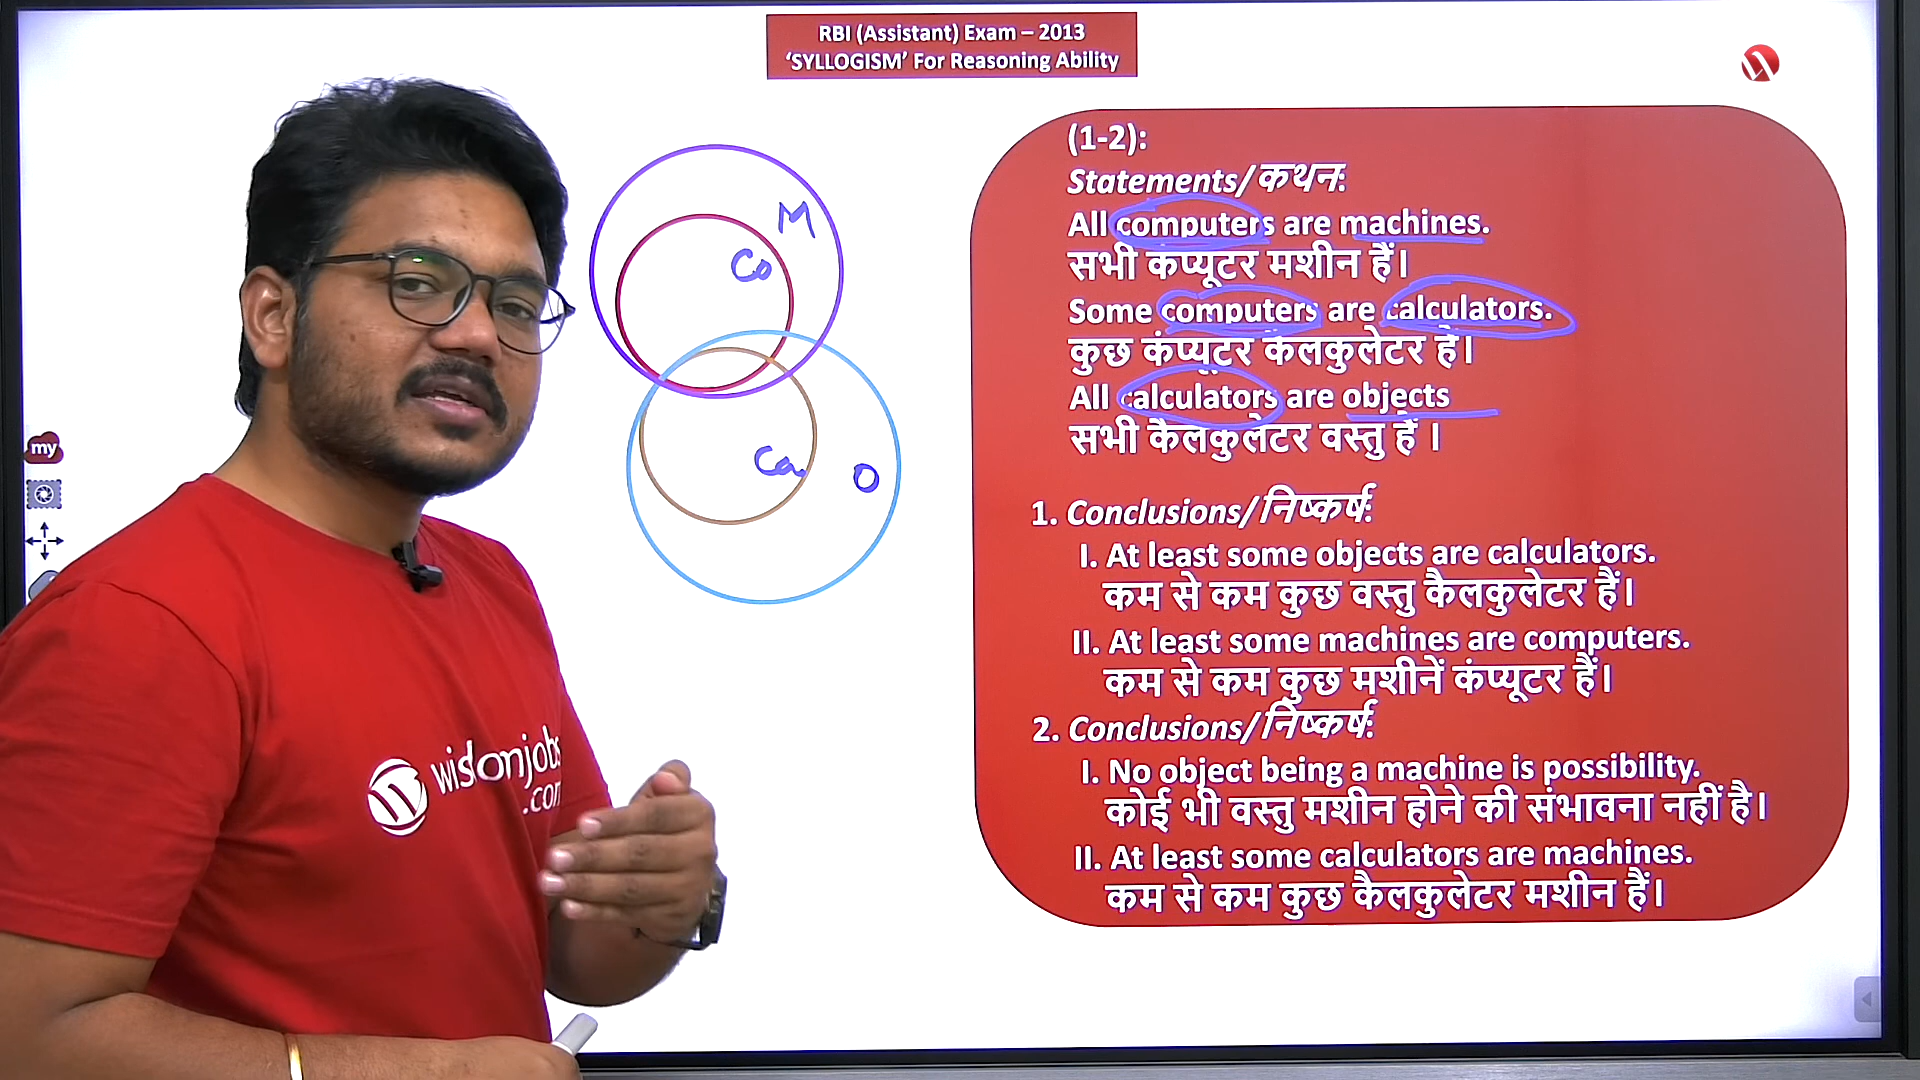 RBI (Assistant) Exam – 2013
‘SYLLOGISM’ For Reasoning Ability
(1-2):
Statements/कथन:
All computers are machines.
सभी कंप्यूटर मशीन हैं।
Some computers are calculators.
कुछ कंप्यूटर कैलकुलेटर हैं।
All calculators are objects
सभी कैलकुलेटर वस्तु हैं ।
1. Conclusions/निष्कर्ष:
I. At least some objects are calculators.
कम से कम कुछ वस्तु कैलकुलेटर हैं।
II. At least some machines are computers.
कम से कम कुछ मशीनें कंप्यूटर हैं।
2. Conclusions/निष्कर्ष:
I. No object being a machine is possibility.
कोई भी वस्तु मशीन होने की संभावना नहीं है।
II. At least some calculators are machines.
कम से कम कुछ कैलकुलेटर मशीन हैं।
M
Co
Ca
O
my
wisdomjobs
.com